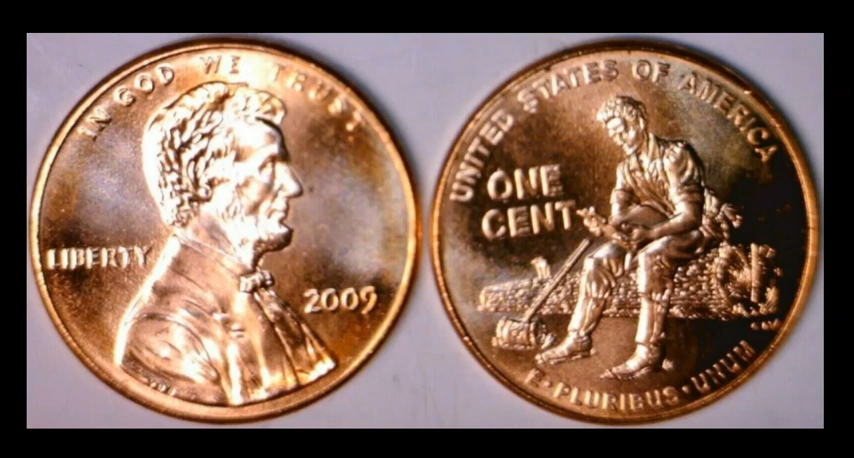 IN GOD WE TRUST
LIBERTY
2009
UNITED STATES OF AMERICA
ONE
CENT
E·PLURIBUS·UNUM